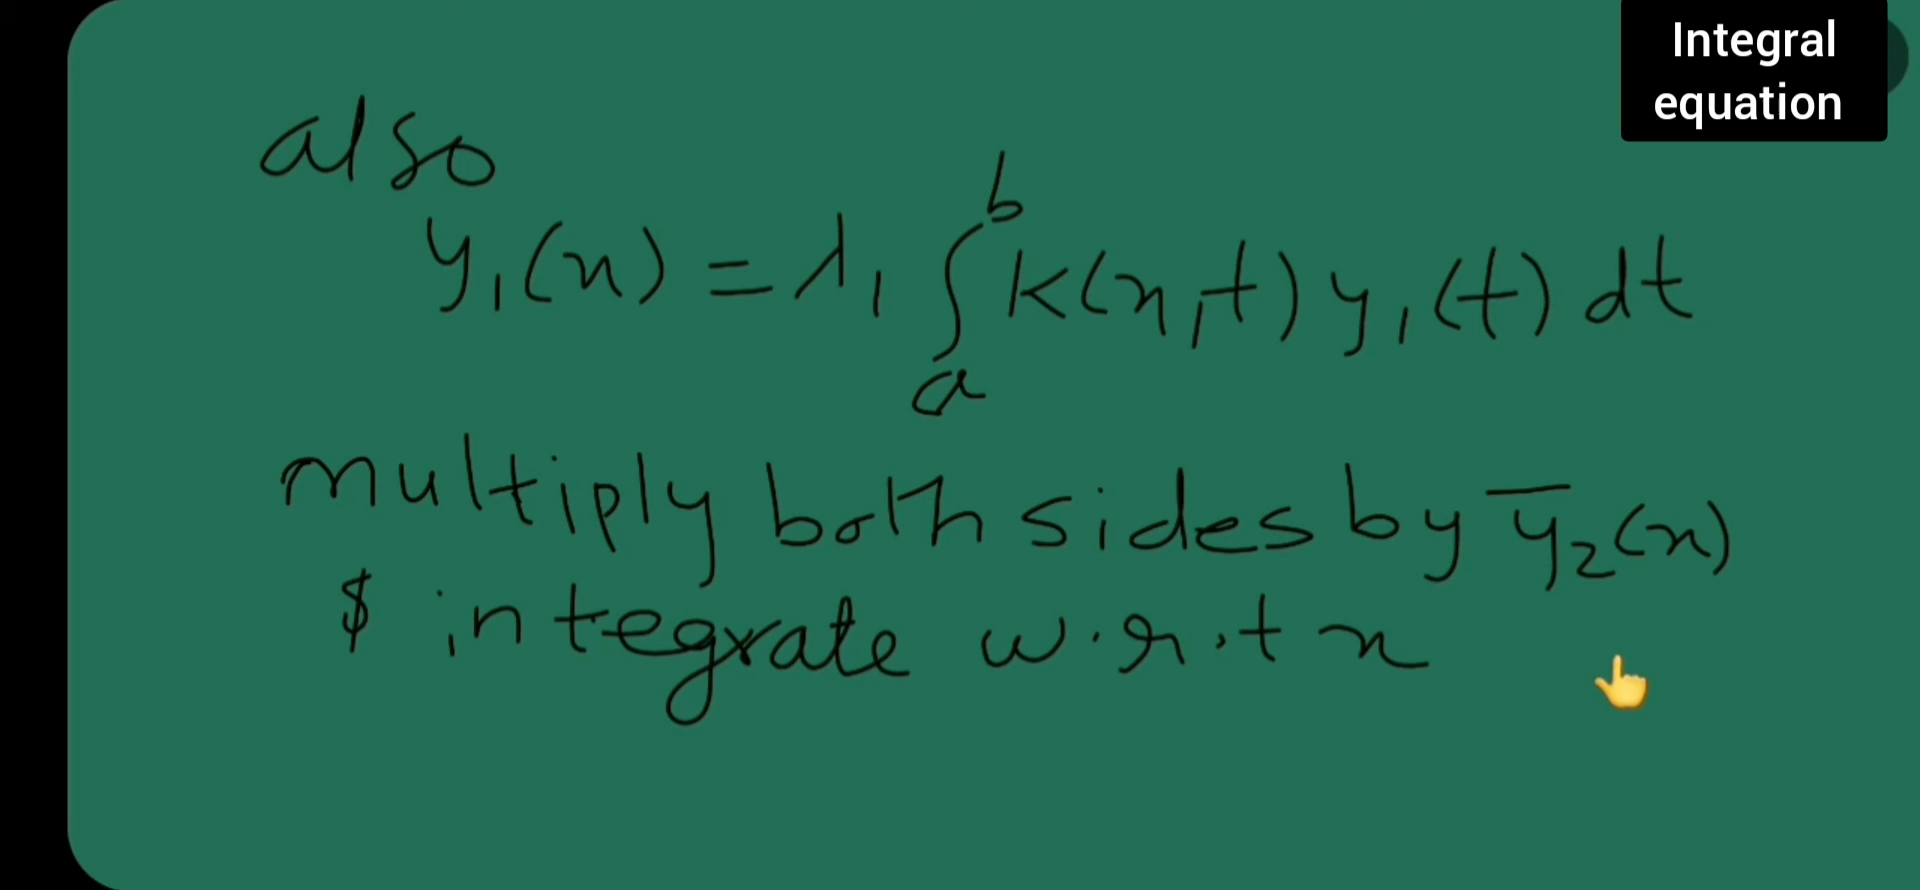 Integral
equation
also
y₁(x) = λ₁ ∫ₐᵇ K(x,t) y₁(t) dt
multiply both sides by ȳ₂(x)
$ integrate w.r.t x